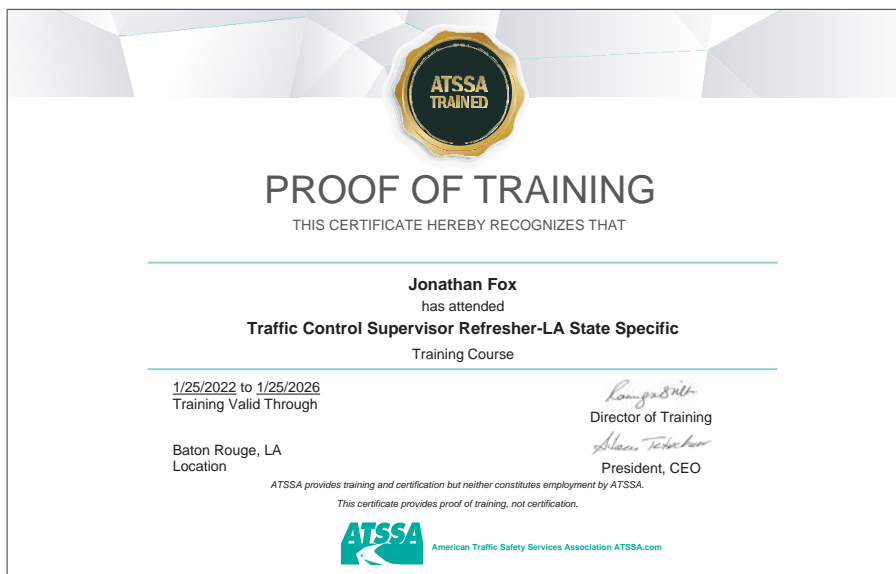 ATSSA
TRAINED
PROOF OF TRAINING
THIS CERTIFICATE HEREBY RECOGNIZES THAT
Jonathan Fox
has attended
Traffic Control Supervisor Refresher-LA State Specific
Training Course
1/25/2022 to 1/25/2026
Training Valid Through
Director of Training
Baton Rouge, LA
Location
President, CEO
ATSSA provides training and certification but neither constitutes employment by ATSSA.
This certificate provides proof of training, not certification.
ATSSA
American Traffic Safety Services Association ATSSA.com